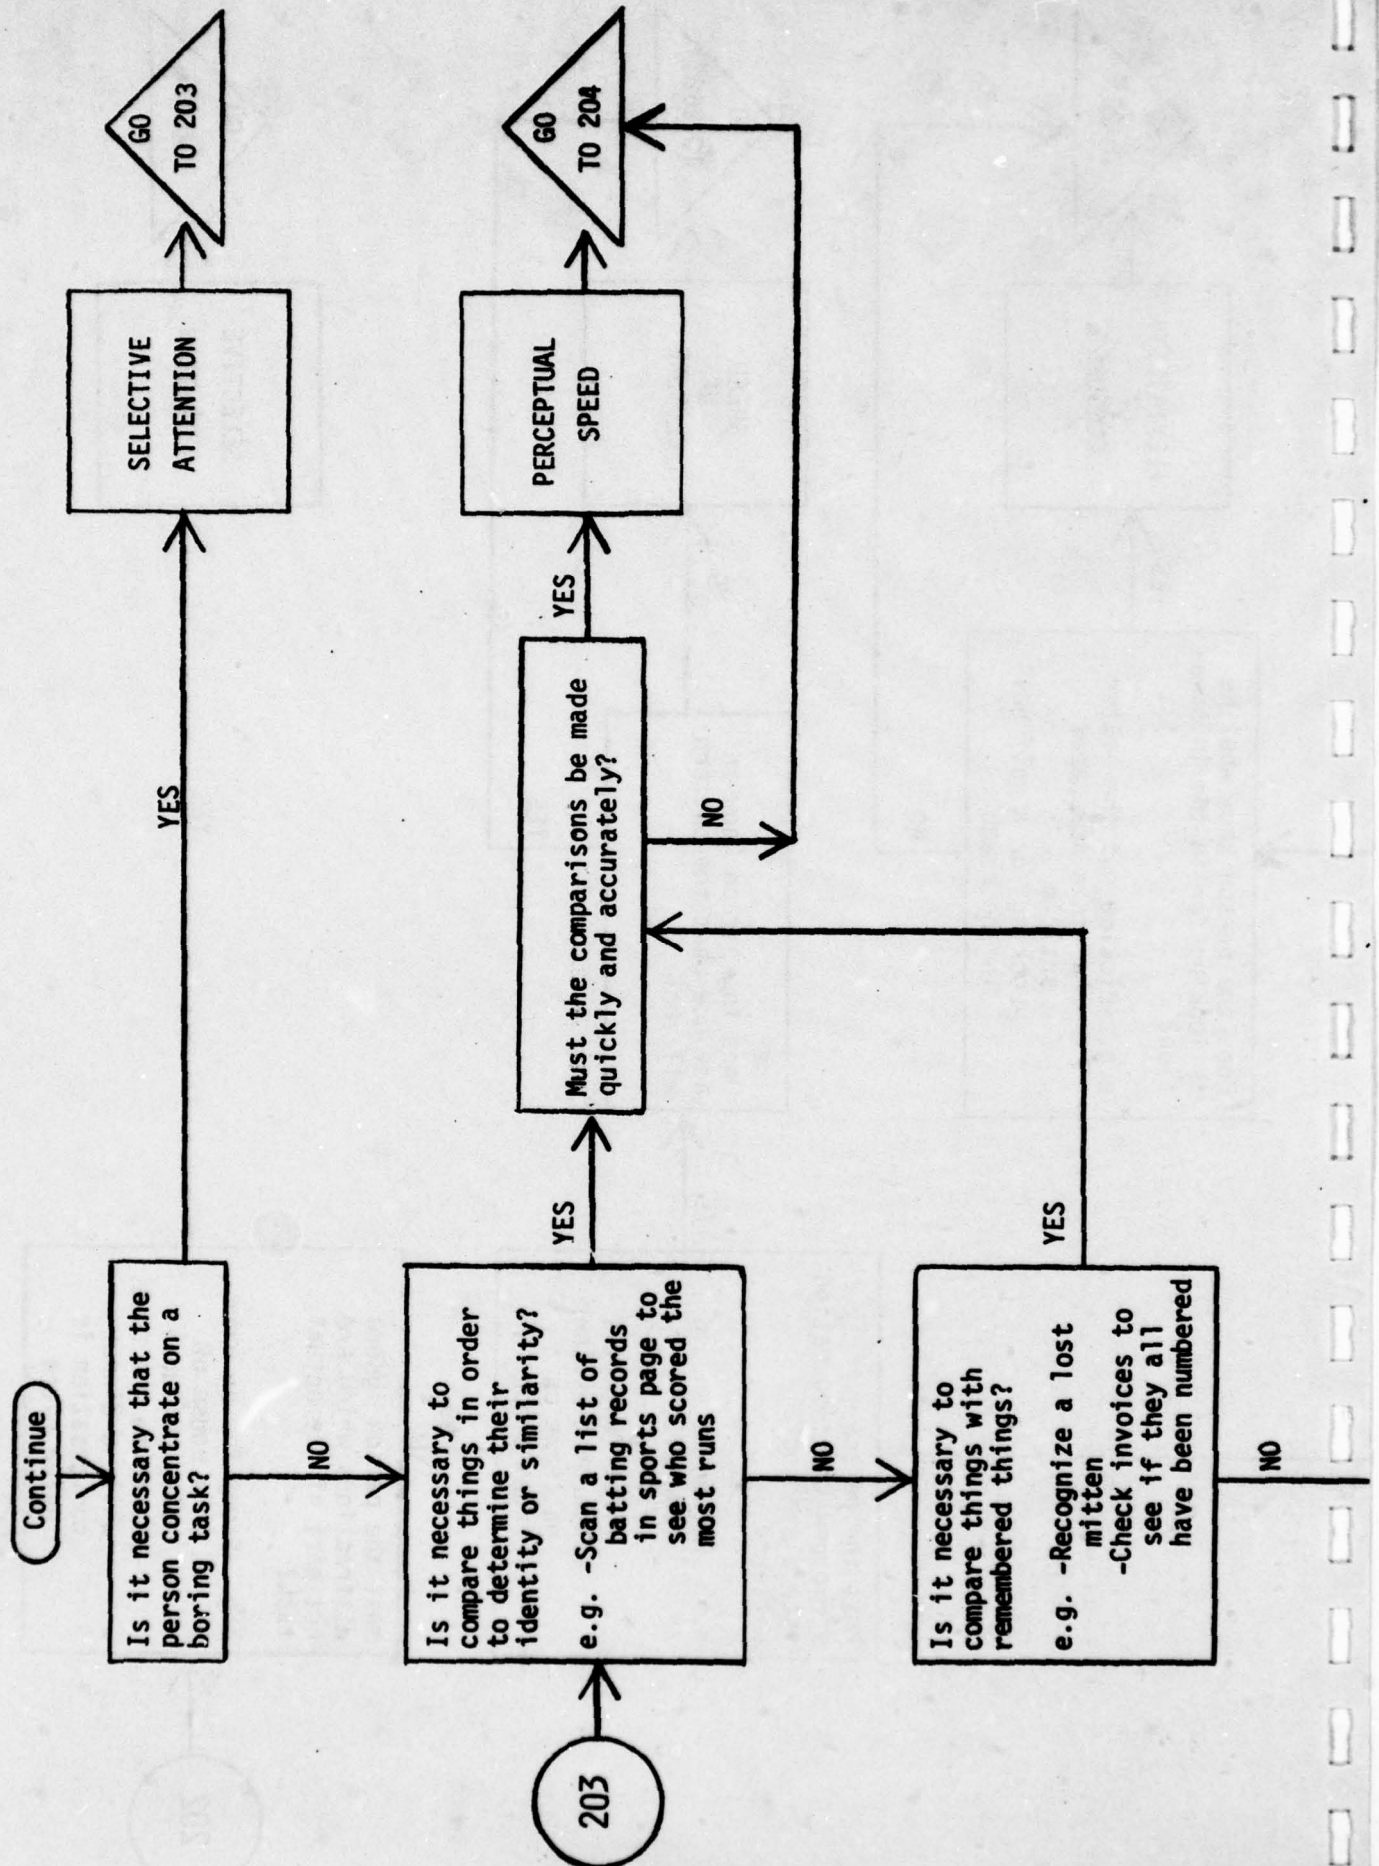 Continue
Is it necessary that the
person concentrate on a
boring task?
YES
SELECTIVE
ATTENTION
GO
TO 203
NO
203
Is it necessary to
compare things in order
to determine their
identity or similarity?
e.g. -Scan a list of
batting records
in sports page to
see who scored the
most runs
YES
Must the comparisons be made
quickly and accurately?
YES
PERCEPTUAL
SPEED
GO
TO 204
NO
NO
Is it necessary to
compare things with
remembered things?
e.g. -Recognize a lost
mitten
-Check invoices to
see if they all
have been numbered
YES
NO